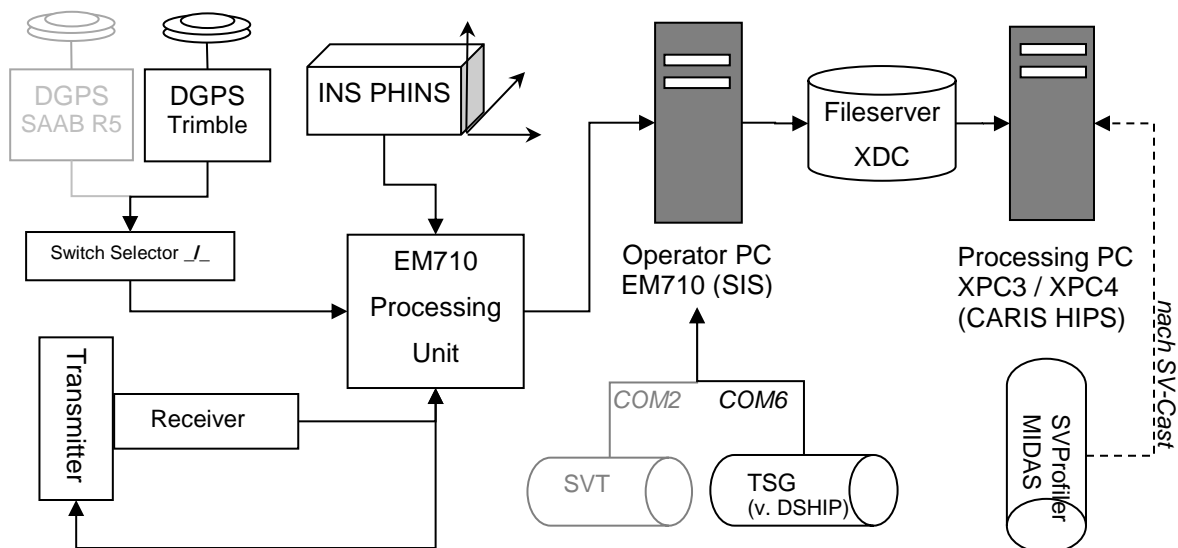 DGPS
SAAB R5
DGPS
Trimble
INS PHINS
Fileserver
XDC
Switch Selector _/_
EM710
Processing
Unit
Operator PC
EM710 (SIS)
Processing PC
XPC3 / XPC4
(CARIS HIPS)
nach SV-Cast
Transmitter
Receiver
COM2
COM6
SVT
TSG
(v. DSHIP)
SVProfiler
MIDAS